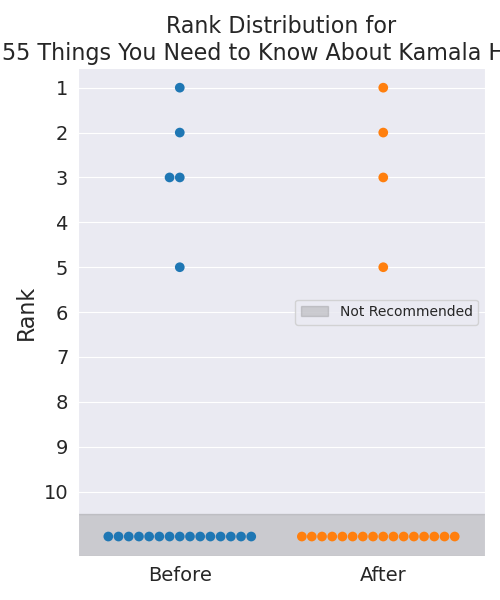 Rank Distribution for
55 Things You Need to Know About Kamala H
1
2
3
4
5
6
7
8
9
10
Rank
Not Recommended
Before After